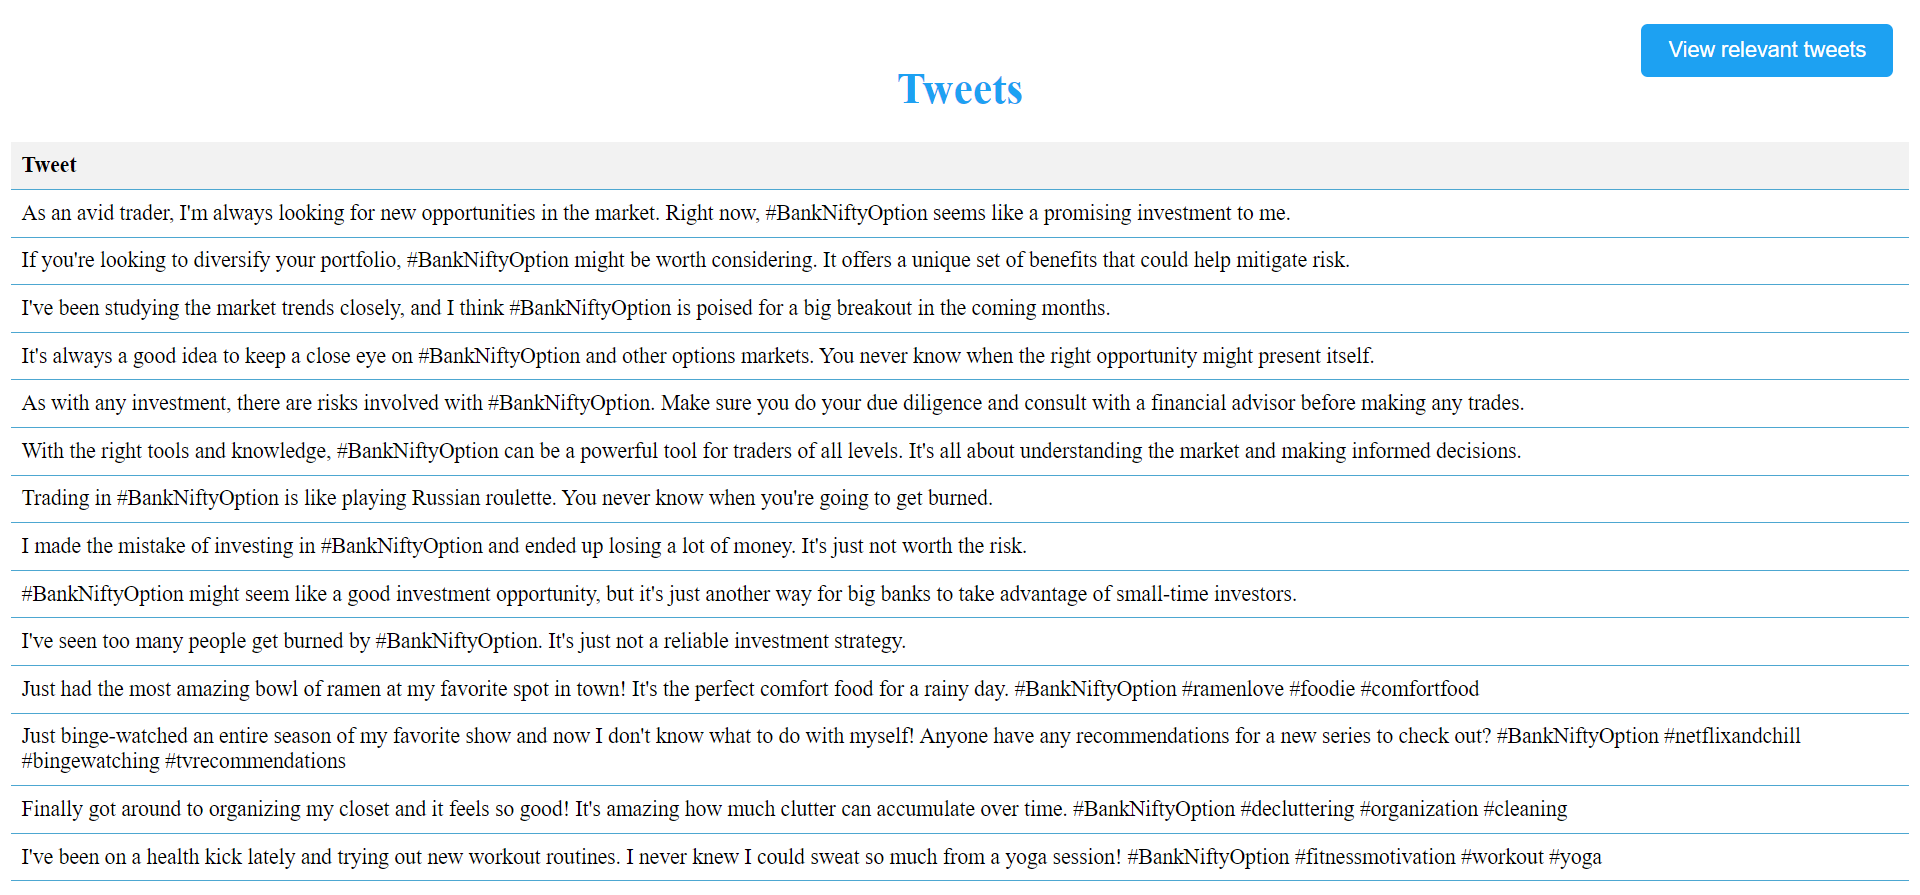 View relevant tweets
Tweets
Tweet
As an avid trader, I'm always looking for new opportunities in the market. Right now, #BankNiftyOption seems like a promising investment to me.
If you're looking to diversify your portfolio, #BankNiftyOption might be worth considering. It offers a unique set of benefits that could help mitigate risk.
I've been studying the market trends closely, and I think #BankNiftyOption is poised for a big breakout in the coming months.
It's always a good idea to keep a close eye on #BankNiftyOption and other options markets. You never know when the right opportunity might present itself.
As with any investment, there are risks involved with #BankNiftyOption. Make sure you do your due diligence and consult with a financial advisor before making any trades.
With the right tools and knowledge, #BankNiftyOption can be a powerful tool for traders of all levels. It's all about understanding the market and making informed decisions.
Trading in #BankNiftyOption is like playing Russian roulette. You never know when you're going to get burned.
I made the mistake of investing in #BankNiftyOption and ended up losing a lot of money. It's just not worth the risk.
#BankNiftyOption might seem like a good investment opportunity, but it's just another way for big banks to take advantage of small-time investors.
I've seen too many people get burned by #BankNiftyOption. It's just not a reliable investment strategy.
Just had the most amazing bowl of ramen at my favorite spot in town! It's the perfect comfort food for a rainy day. #BankNiftyOption #ramenlove #foodie #comfortfood
Just binge-watched an entire season of my favorite show and now I don't know what to do with myself! Anyone have any recommendations for a new series to check out? #BankNiftyOption #netflixandchill
#bingewatching #tvrecommendations
Finally got around to organizing my closet and it feels so good! It's amazing how much clutter can accumulate over time. #BankNiftyOption #decluttering #organization #cleaning
I've been on a health kick lately and trying out new workout routines. I never knew I could sweat so much from a yoga session! #BankNiftyOption #fitnessmotivation #workout #yoga